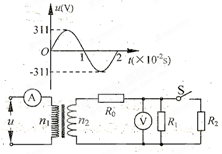 u(V)
311
O
1
2
t(×10⁻²s)
-311
A
u
n₁
n₂
R₀
V
R₁
S
R₂